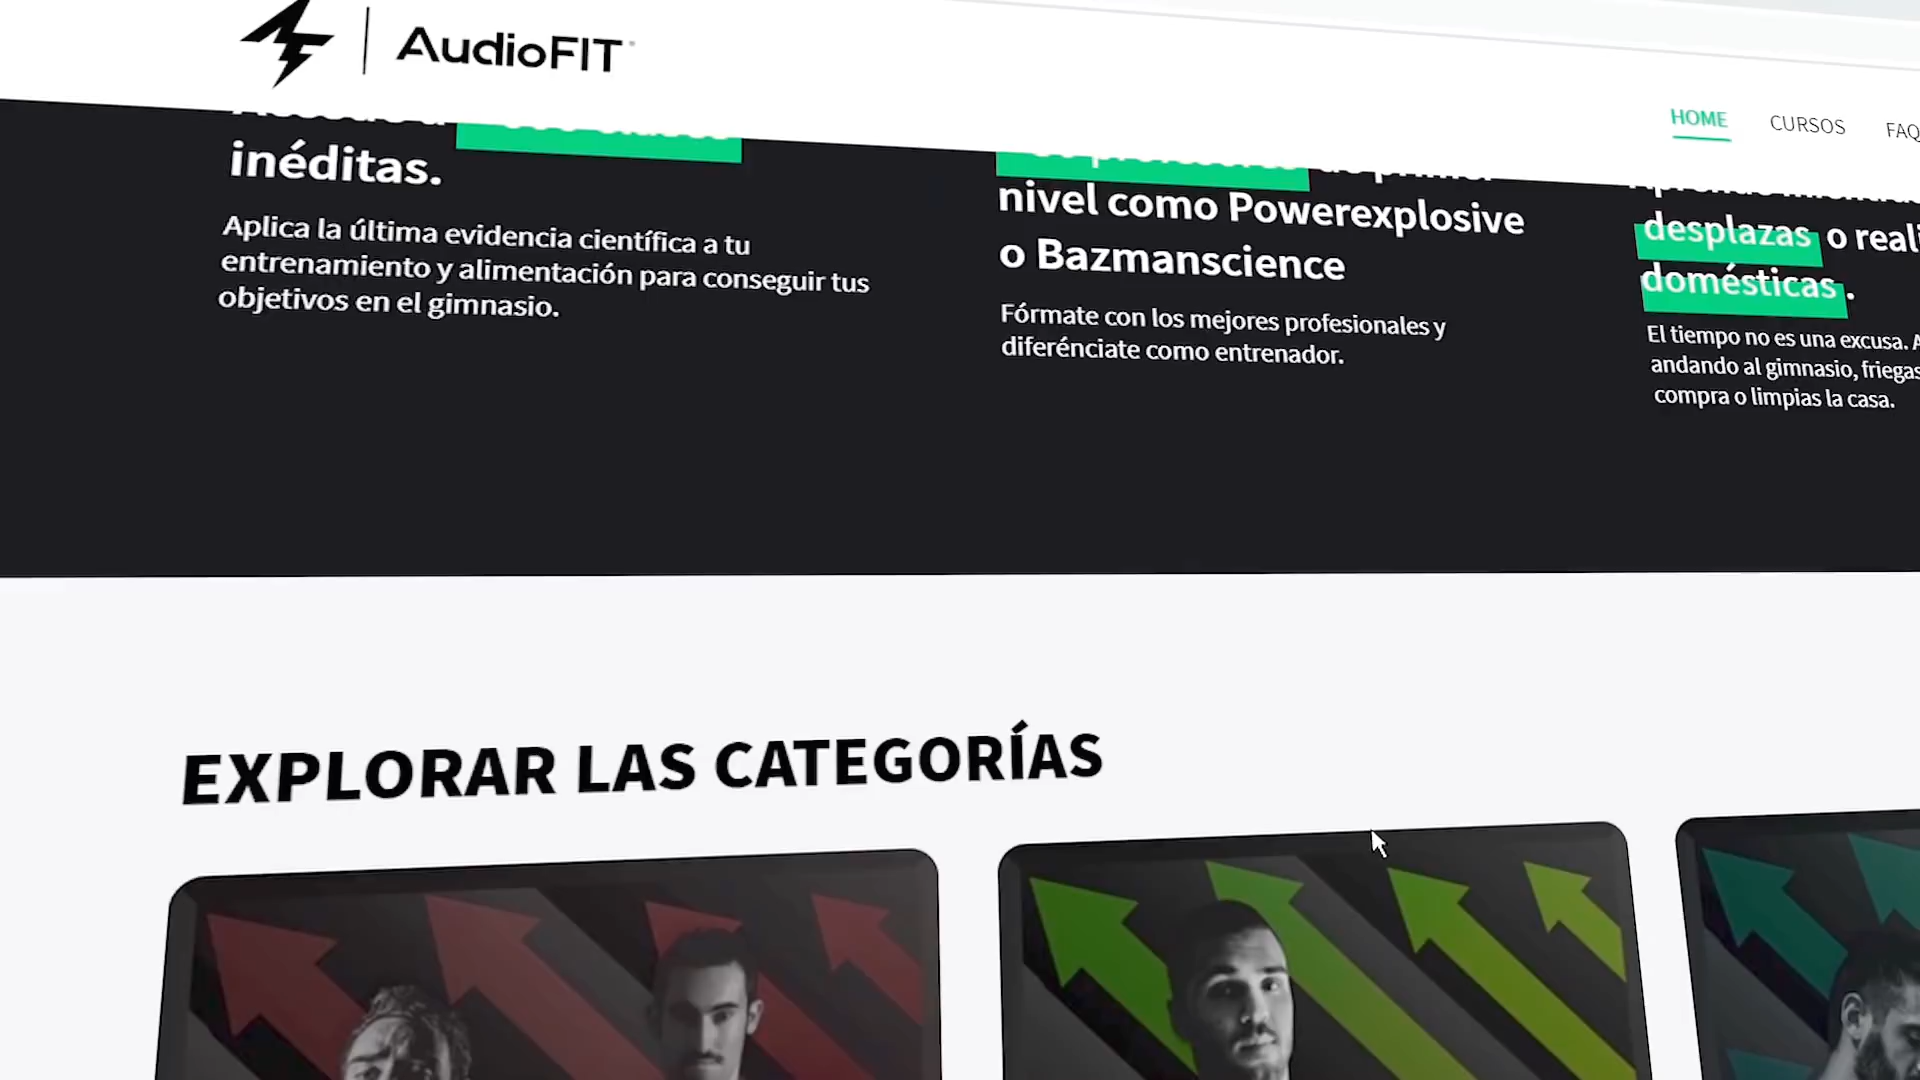 AudioFIT
HOME
CURSOS
FAQ
inéditas.
Aplica la última evidencia científica a tu
entrenamiento y alimentación para conseguir tus
objetivos en el gimnasio.
nivel como Powerexplosive
o Bazmanscience
Fórmate con los mejores profesionales y
diferénciate como entrenador.
desplazas o reali
domésticas .
El tiempo no es una excusa. A
andando al gimnasio, friegas
compra o limpias la casa.
EXPLORAR LAS CATEGORÍAS